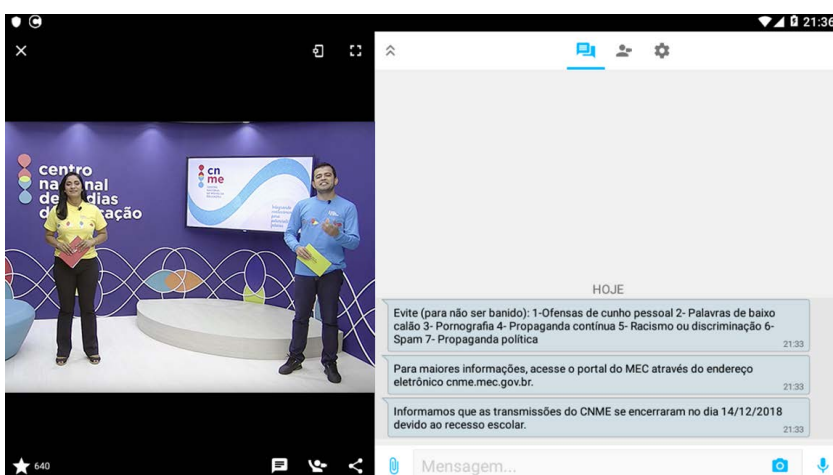 21:36
centro
nacional
de mídias
da educação
cn
me
HOJE
Evite (para não ser banido): 1-Ofensas de cunho pessoal 2- Palavras de baixo
calão 3- Pornografia 4- Propaganda contínua 5- Racismo ou discriminação 6-
Spam 7- Propaganda política
21:33
Para maiores informações, acesse o portal do MEC através do endereço
eletrônico cnme.mec.gov.br.
21:33
Informamos que as transmissões do CNME se encerraram no dia 14/12/2018
devido ao recesso escolar.
21:33
640
Mensagem...